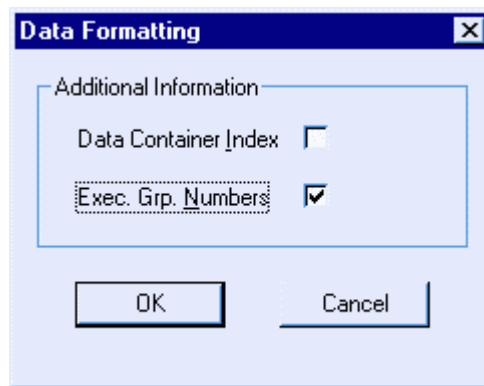 Data Formatting
Additional Information
Data Container Index
Exec. Grp. Numbers
OK Cancel